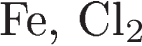 Fe, Cl₂